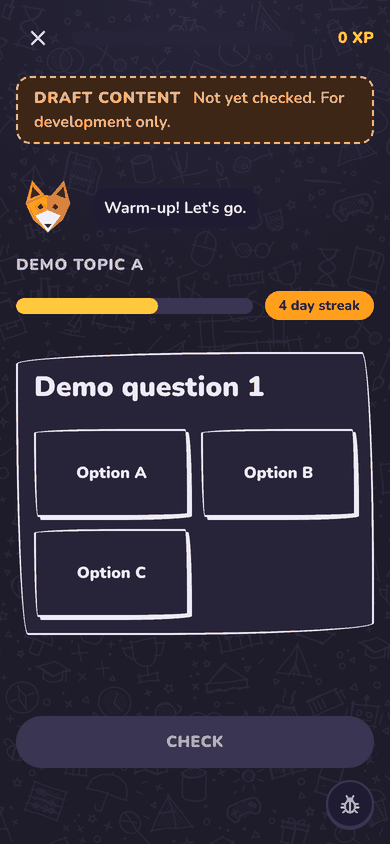 0 XP
DRAFT CONTENT Not yet checked. For
development only.
Warm-up! Let's go.
DEMO TOPIC A
4 day streak
Demo question 1
Option A
Option B
Option C
CHECK